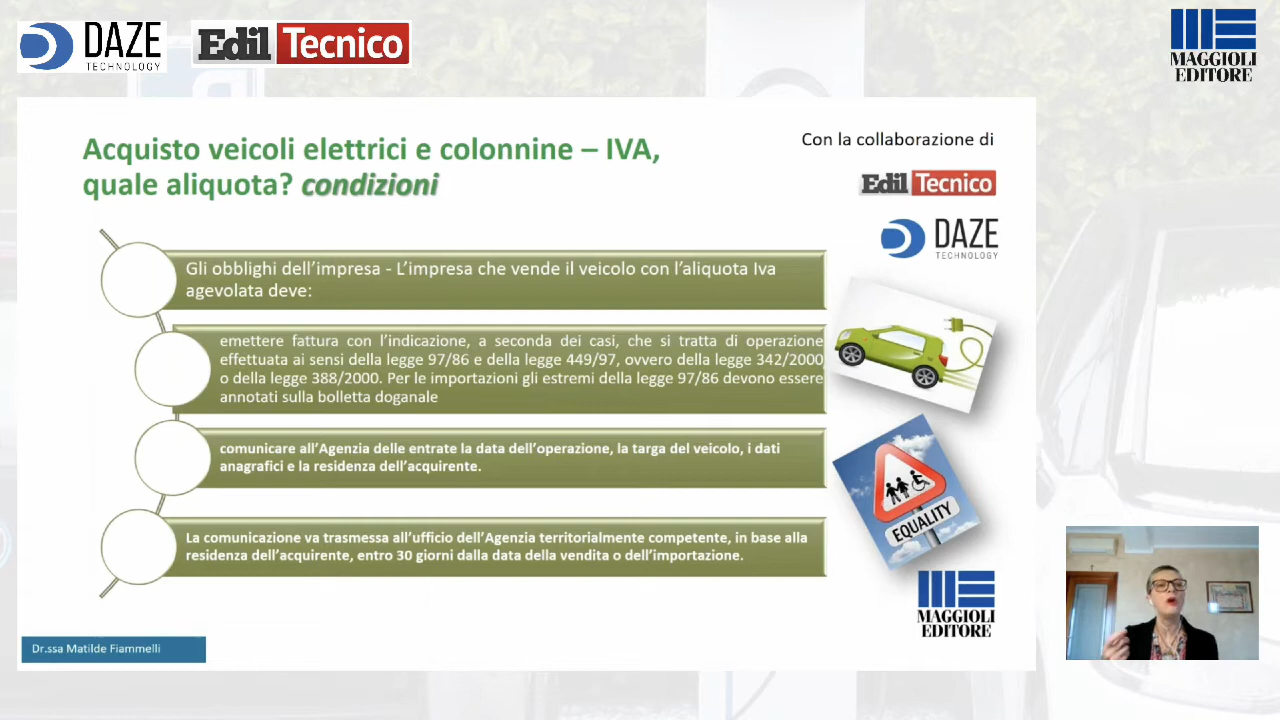 DAZE
TECHNOLOGY
Edil Tecnico
MAGGIOLI
EDITORE
Acquisto veicoli elettrici e colonnine – IVA,
quale aliquota? condizioni
Con la collaborazione di
Edil Tecnico
DAZE
TECHNOLOGY
Gli obblighi dell'impresa - L'impresa che vende il veicolo con l'aliquota Iva
agevolata deve:
emettere fattura con l'indicazione, a seconda dei casi, che si tratta di operazione
effettuata ai sensi della legge 97/86 e della legge 449/97, ovvero della legge 342/2000
o della legge 388/2000. Per le importazioni gli estremi della legge 97/86 devono essere
annotati sulla bolletta doganale
comunicare all'Agenzia delle entrate la data dell'operazione, la targa del veicolo, i dati
anagrafici e la residenza dell'acquirente.
La comunicazione va trasmessa all'ufficio dell'Agenzia territorialmente competente, in base alla
residenza dell'acquirente, entro 30 giorni dalla data della vendita o dell'importazione.
EQUALITY
MAGGIOLI
EDITORE
Dr.ssa Matilde Fiammelli